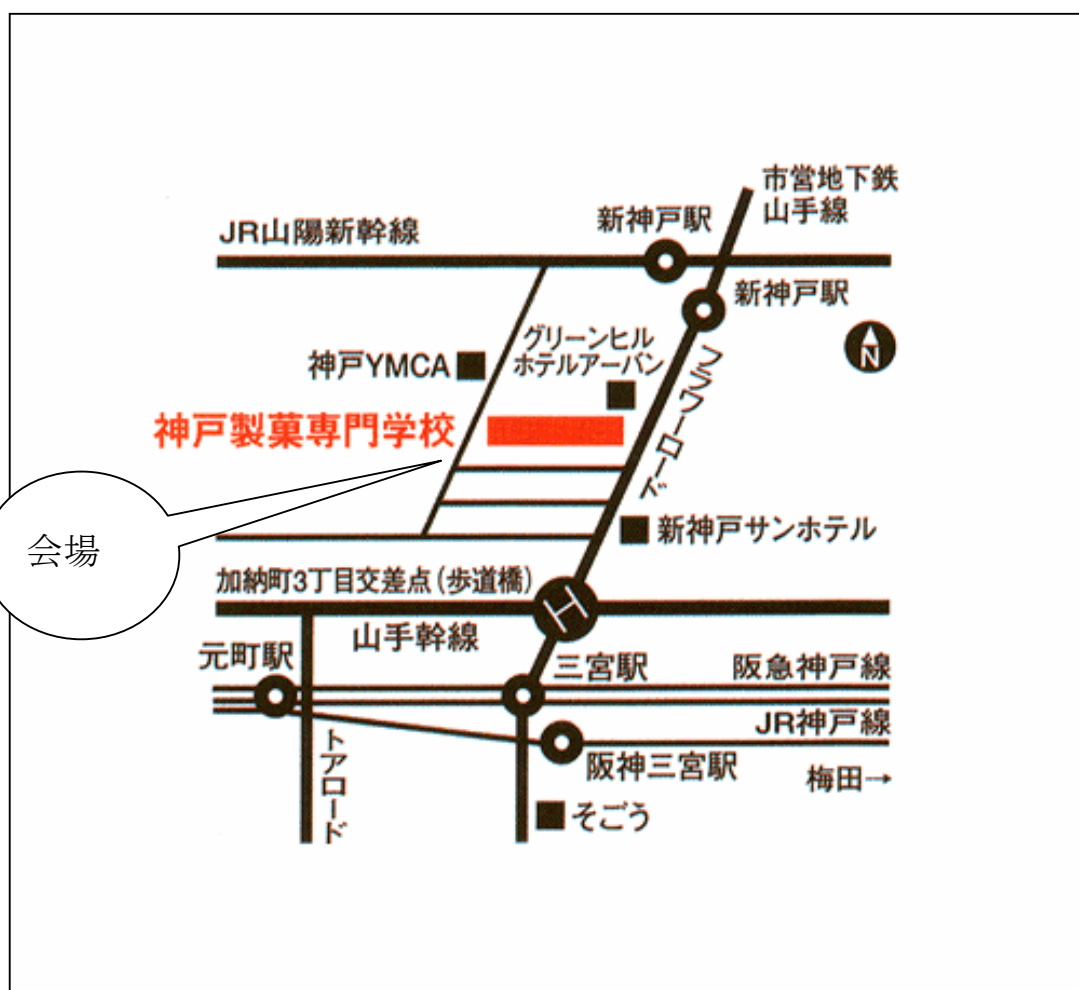 市営地下鉄
山手線
新神戸駅
JR山陽新幹線
新神戸駅
グリーンヒル
ホテルアーバン
神戸YMCA
N
フラワーロード
神戸製菓専門学校
新神戸サンホテル
会場
加納町3丁目交差点(歩道橋)
山手幹線
元町駅
三宮駅
阪急神戸線
JR神戸線
阪神三宮駅
梅田→
トアロード
そごう